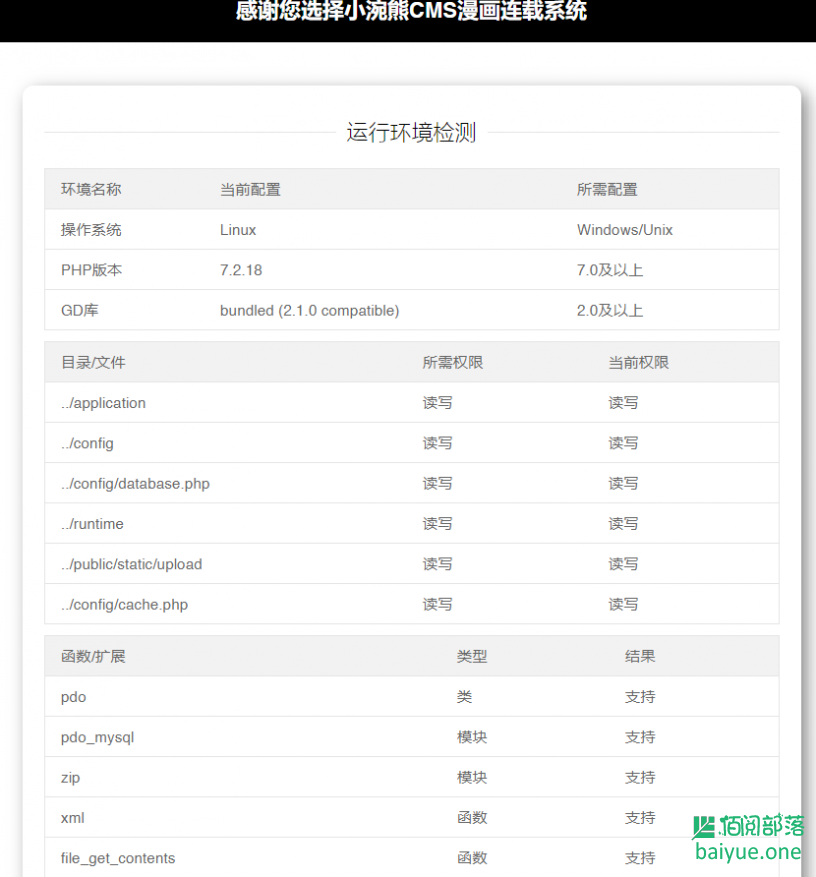 感谢您选择小涴熊CMS漫画连载系统
运行环境检测
环境名称 当前配置 所需配置
操作系统 Linux Windows/Unix
PHP版本 7.2.18 7.0及以上
GD库 bundled (2.1.0 compatible) 2.0及以上
目录/文件 所需权限 当前权限
../application 读写 读写
../config 读写 读写
../config/database.php 读写 读写
../runtime 读写 读写
../public/static/upload 读写 读写
../config/cache.php 读写 读写
函数/扩展 类型 结果
pdo 类 支持
pdo_mysql 模块 支持
zip 模块 支持
xml 函数 支持
file_get_contents 函数 支持
佰阅部落
baiyue.one